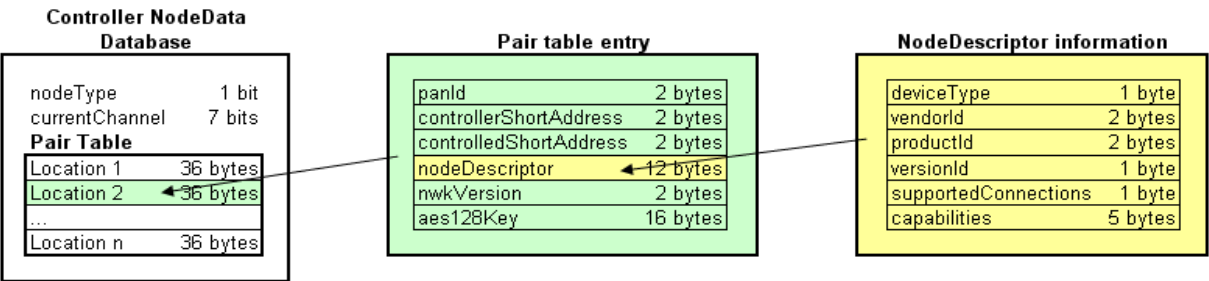 Controller NodeData
Database
nodeType 1 bit
currentChannel 7 bits
Pair Table
Location 1 36 bytes
Location 2 36 bytes
...
Location n 36 bytes
Pair table entry
panId 2 bytes
controllerShortAddress 2 bytes
controlledShortAddress 2 bytes
nodeDescriptor 12 bytes
nwkVersion 2 bytes
aes128Key 16 bytes
NodeDescriptor information
deviceType 1 byte
vendorId 2 bytes
productId 2 bytes
versionId 1 byte
supportedConnections 1 byte
capabilities 5 bytes